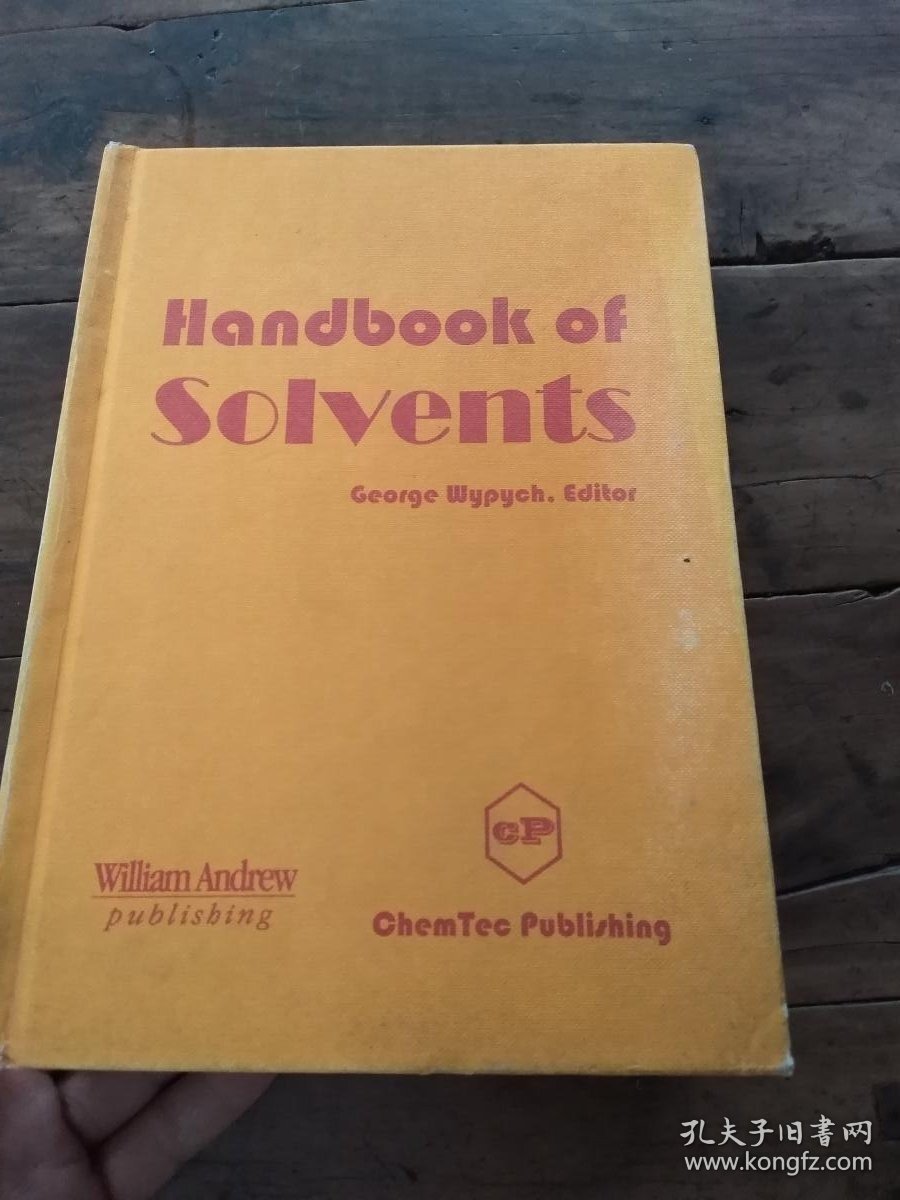 Handbook of
Solvents
George Wypych, Editor
CP
William Andrew
publishing
ChemTec Publishing
孔夫子旧書网
www.kongfz.com